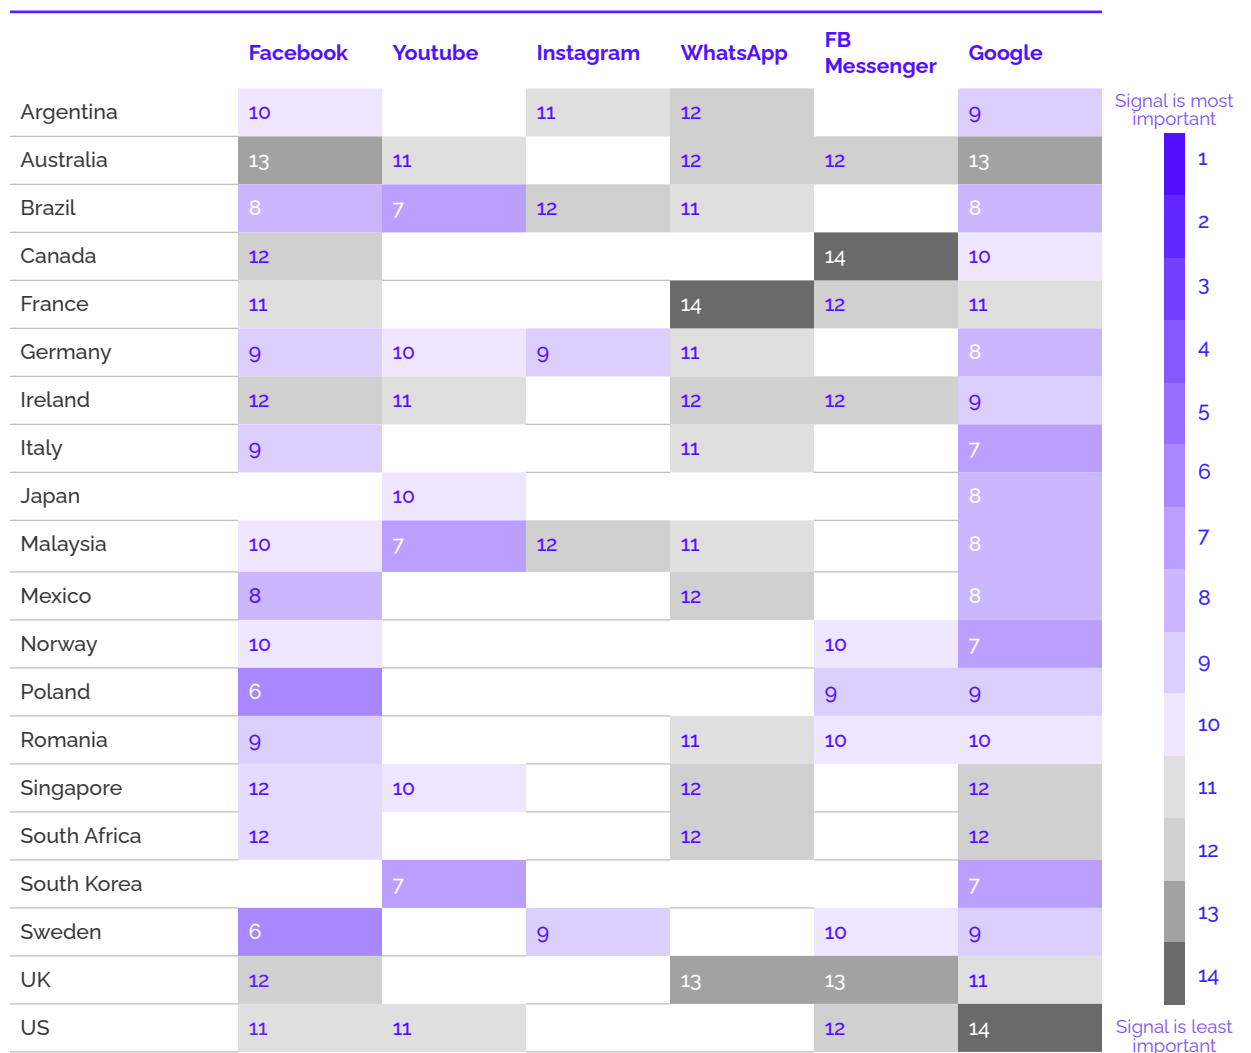 Facebook Youtube Instagram WhatsApp FB Messenger Google
Argentina 10 11 12 9
Australia 13 11 12 12 13
Brazil 8 7 12 11 8
Canada 12 14 10
France 11 14 12 11
Germany 9 10 9 11 8
Ireland 12 11 12 12 9
Italy 9 11 7
Japan 10 8
Malaysia 10 7 12 11 8
Mexico 8 12 8
Norway 10 10 7
Poland 6 9 9
Romania 9 11 10 10
Singapore 12 10 12 12
South Africa 12 12 12
South Korea 7 7
Sweden 6 9 10 9
UK 12 13 13 11
US 11 11 12 14
Signal is most
important
1
2
3
4
5
6
7
8
9
10
11
12
13
14
Signal is least
important